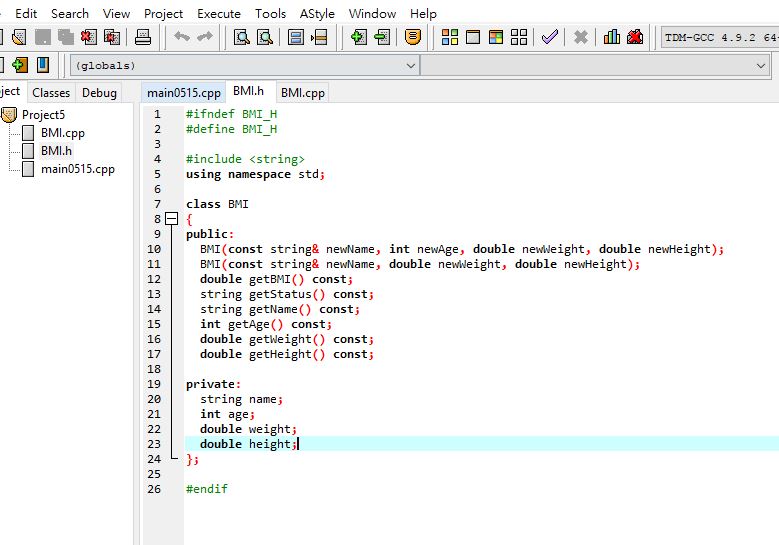 Edit Search View Project Execute Tools AStyle Window Help
TDM-GCC 4.9.2 64-
(globals)
ject Classes Debug
main0515.cpp BMI.h BMI.cpp
Project5
BMI.cpp
BMI.h
main0515.cpp
1 #ifndef BMI_H
2 #define BMI_H
3
4 #include <string>
5 using namespace std;
6
7 class BMI
8 {
9 public:
10 BMI(const string& newName, int newAge, double newWeight, double newHeight);
11 BMI(const string& newName, double newWeight, double newHeight);
12 double getBMI() const;
13 string getStatus() const;
14 string getName() const;
15 int getAge() const;
16 double getWeight() const;
17 double getHeight() const;
18
19 private:
20 string name;
21 int age;
22 double weight;
23 double height;
24 };
25
26 #endif